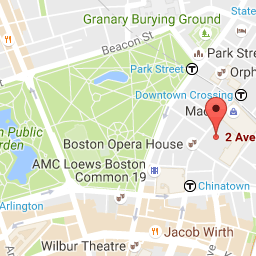 State
Granary Burying Ground
Beacon St
Park Street
Park Street T
Orph
Downtown Crossing T
Mac
n Public
arden
2 Ave
Boston Opera House
AMC Loews Boston
Common 19
Chinatown
T
Arlington
Jacob Wirth
Wilbur Theatre